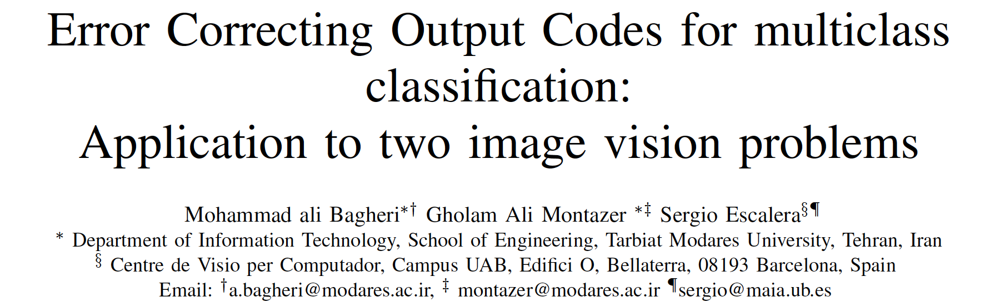 Error Correcting Output Codes for multiclass
classification:
Application to two image vision problems
Mohammad ali Bagheri*† Gholam Ali Montazer *‡ Sergio Escalera§¶
* Department of Information Technology, School of Engineering, Tarbiat Modares University, Tehran, Iran
§ Centre de Visio per Computador, Campus UAB, Edifici O, Bellaterra, 08193 Barcelona, Spain
Email: †a.bagheri@modares.ac.ir, ‡ montazer@modares.ac.ir ¶sergio@maia.ub.es